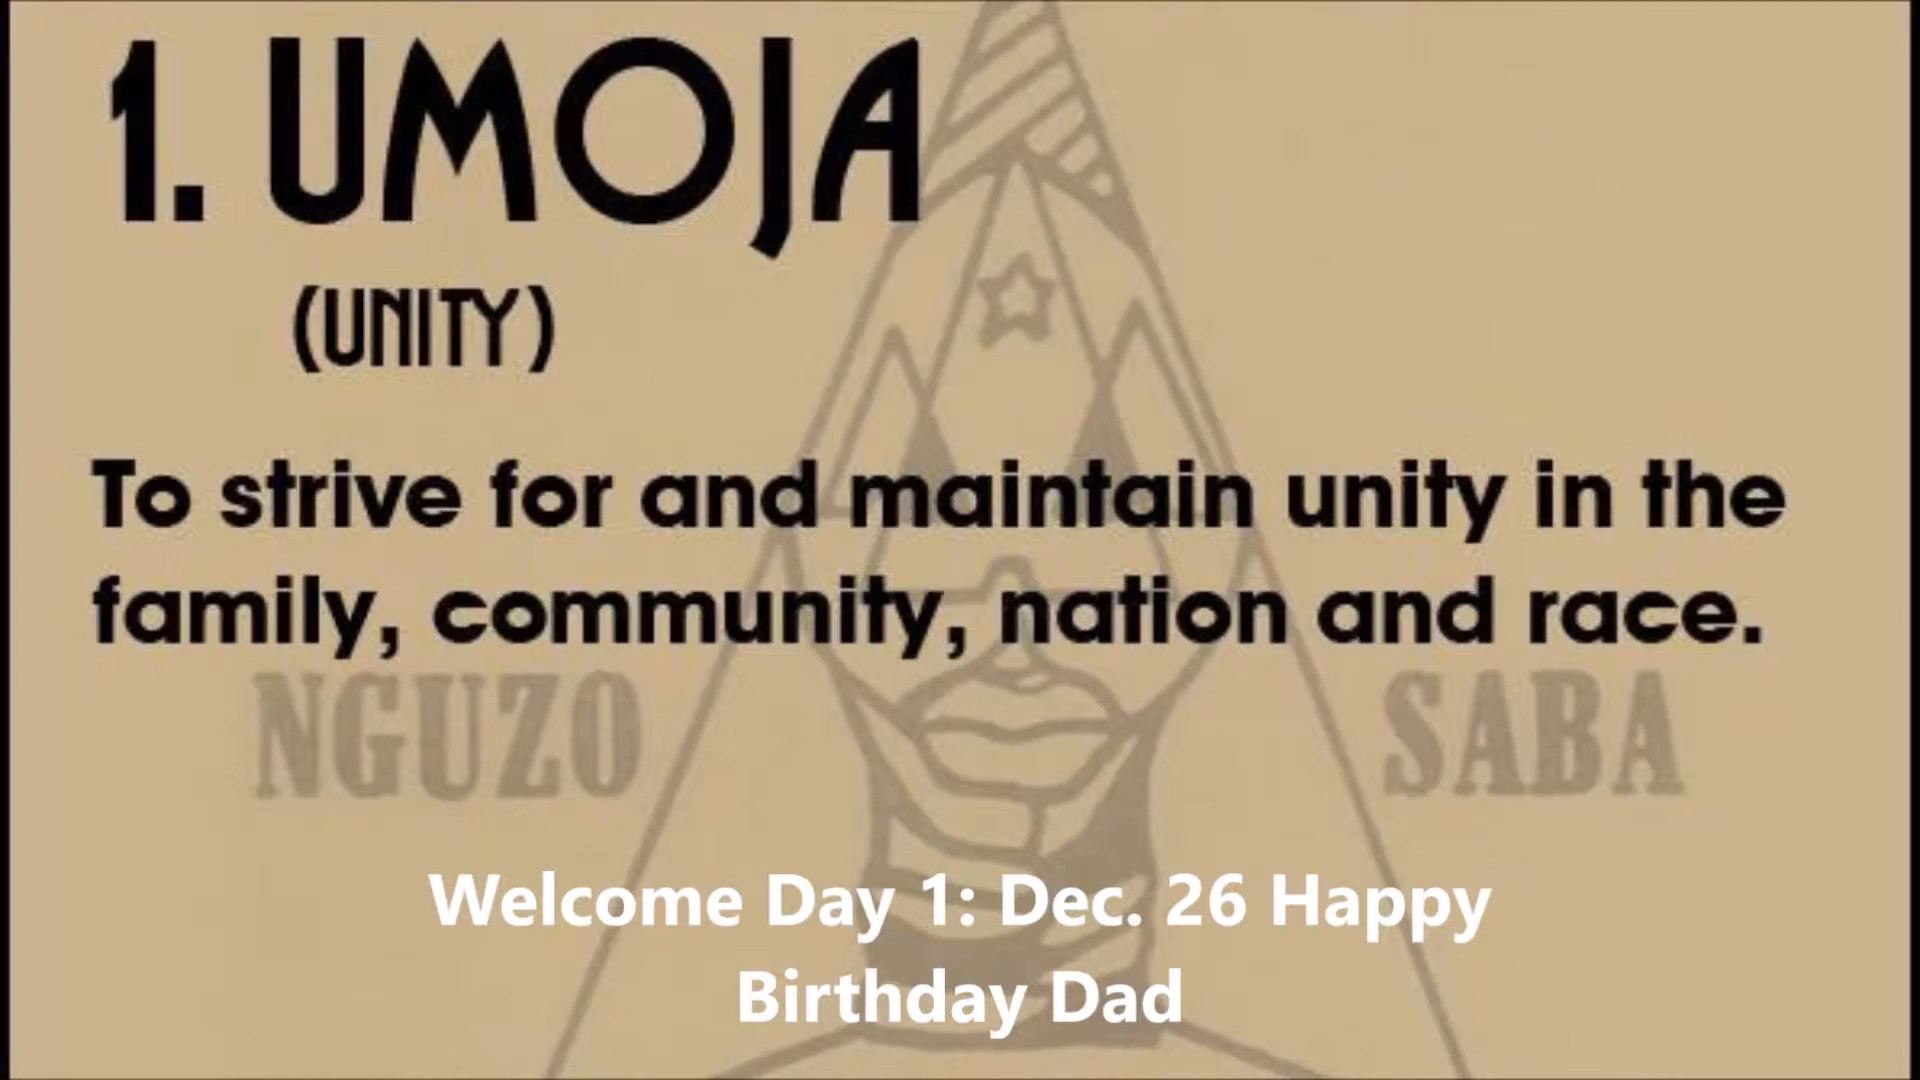 1. UMOJA
(UNITY)
To strive for and maintain unity in the
family, community, nation and race.
NGUZO SABA
Welcome Day 1: Dec. 26 Happy
Birthday Dad